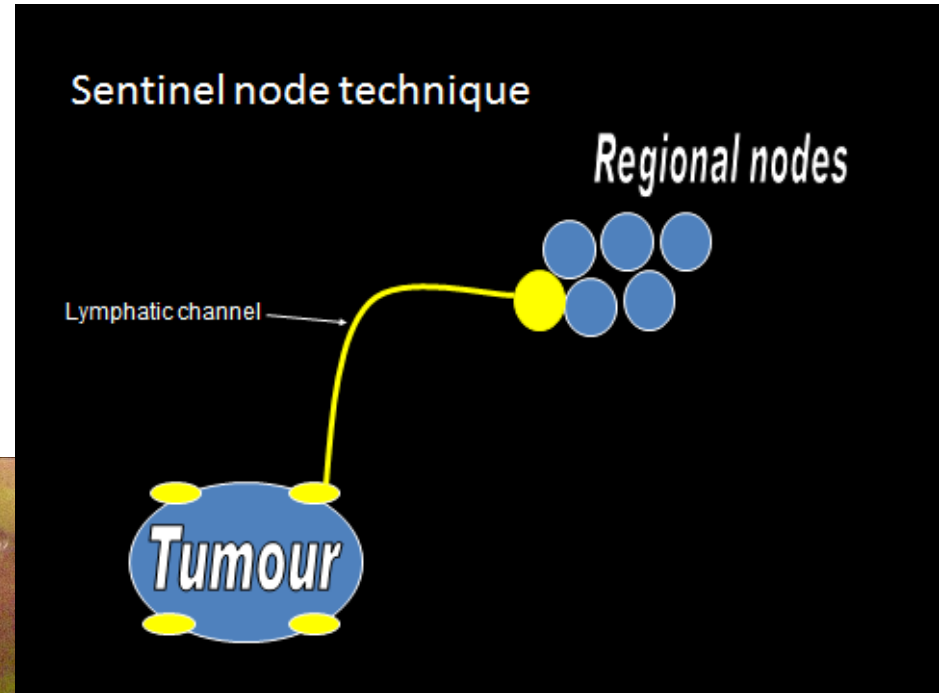 Sentinel node technique
Regional nodes
Lymphatic channel
Tumour